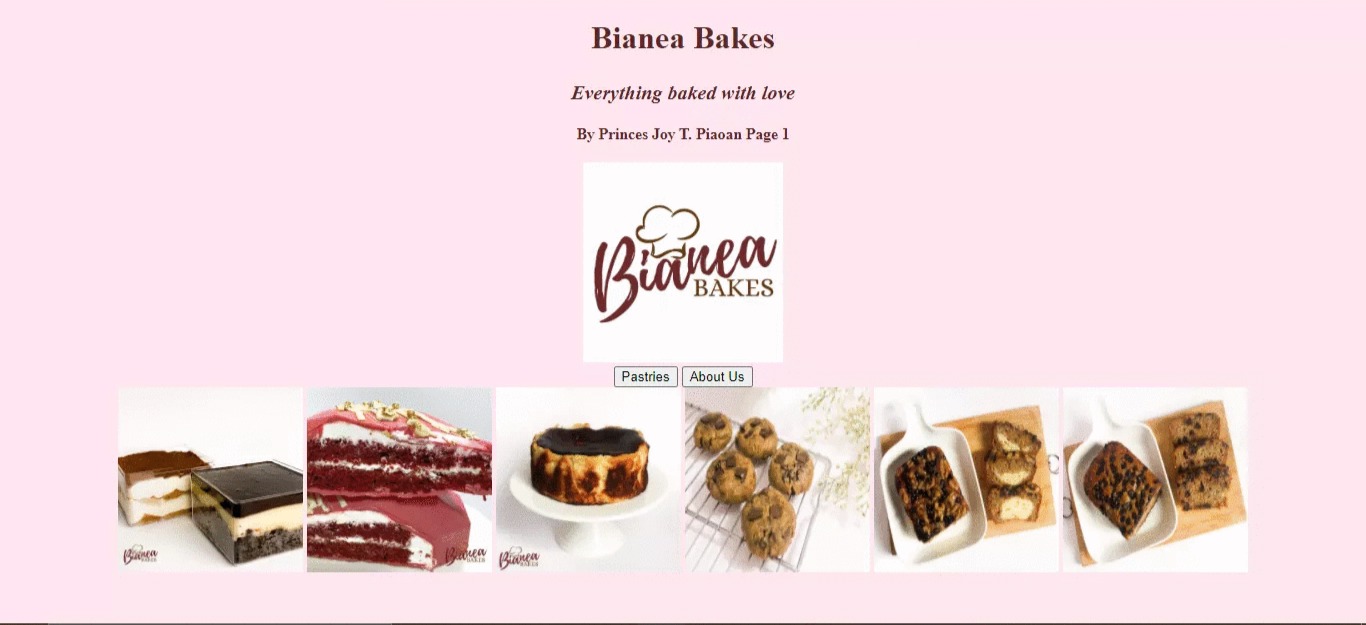 Bianea Bakes
Everything baked with love
By Princes Joy T. Piaoan Page 1
Bianea
BAKES
Pastries About Us
Bianea
BAKES
Bianea
BAKES
Bianea
BAKES